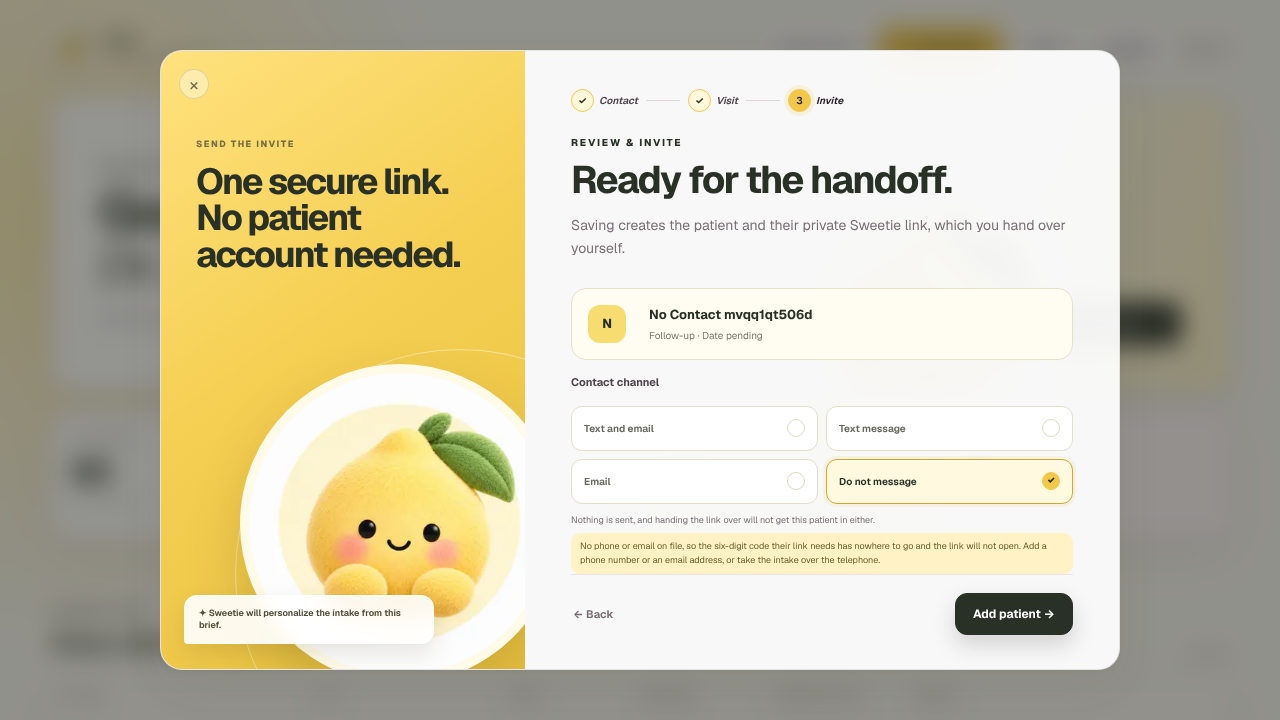 SEND THE INVITE
One secure link.
No patient
account needed.
✦ Sweetie will personalize the intake from this
brief.
Contact
Visit
3 Invite
REVIEW & INVITE
Ready for the handoff.
Saving creates the patient and their private Sweetie link, which you hand over
yourself.
N
No Contact mvqq1qt506d
Follow-up · Date pending
Contact channel
Text and email
Text message
Email
Do not message
Nothing is sent, and handing the link over will not get this patient in either.
No phone or email on file, so the six-digit code their link needs has nowhere to go and the link will not open. Add a
phone number or an email address, or take the intake over the telephone.
← Back
Add patient →